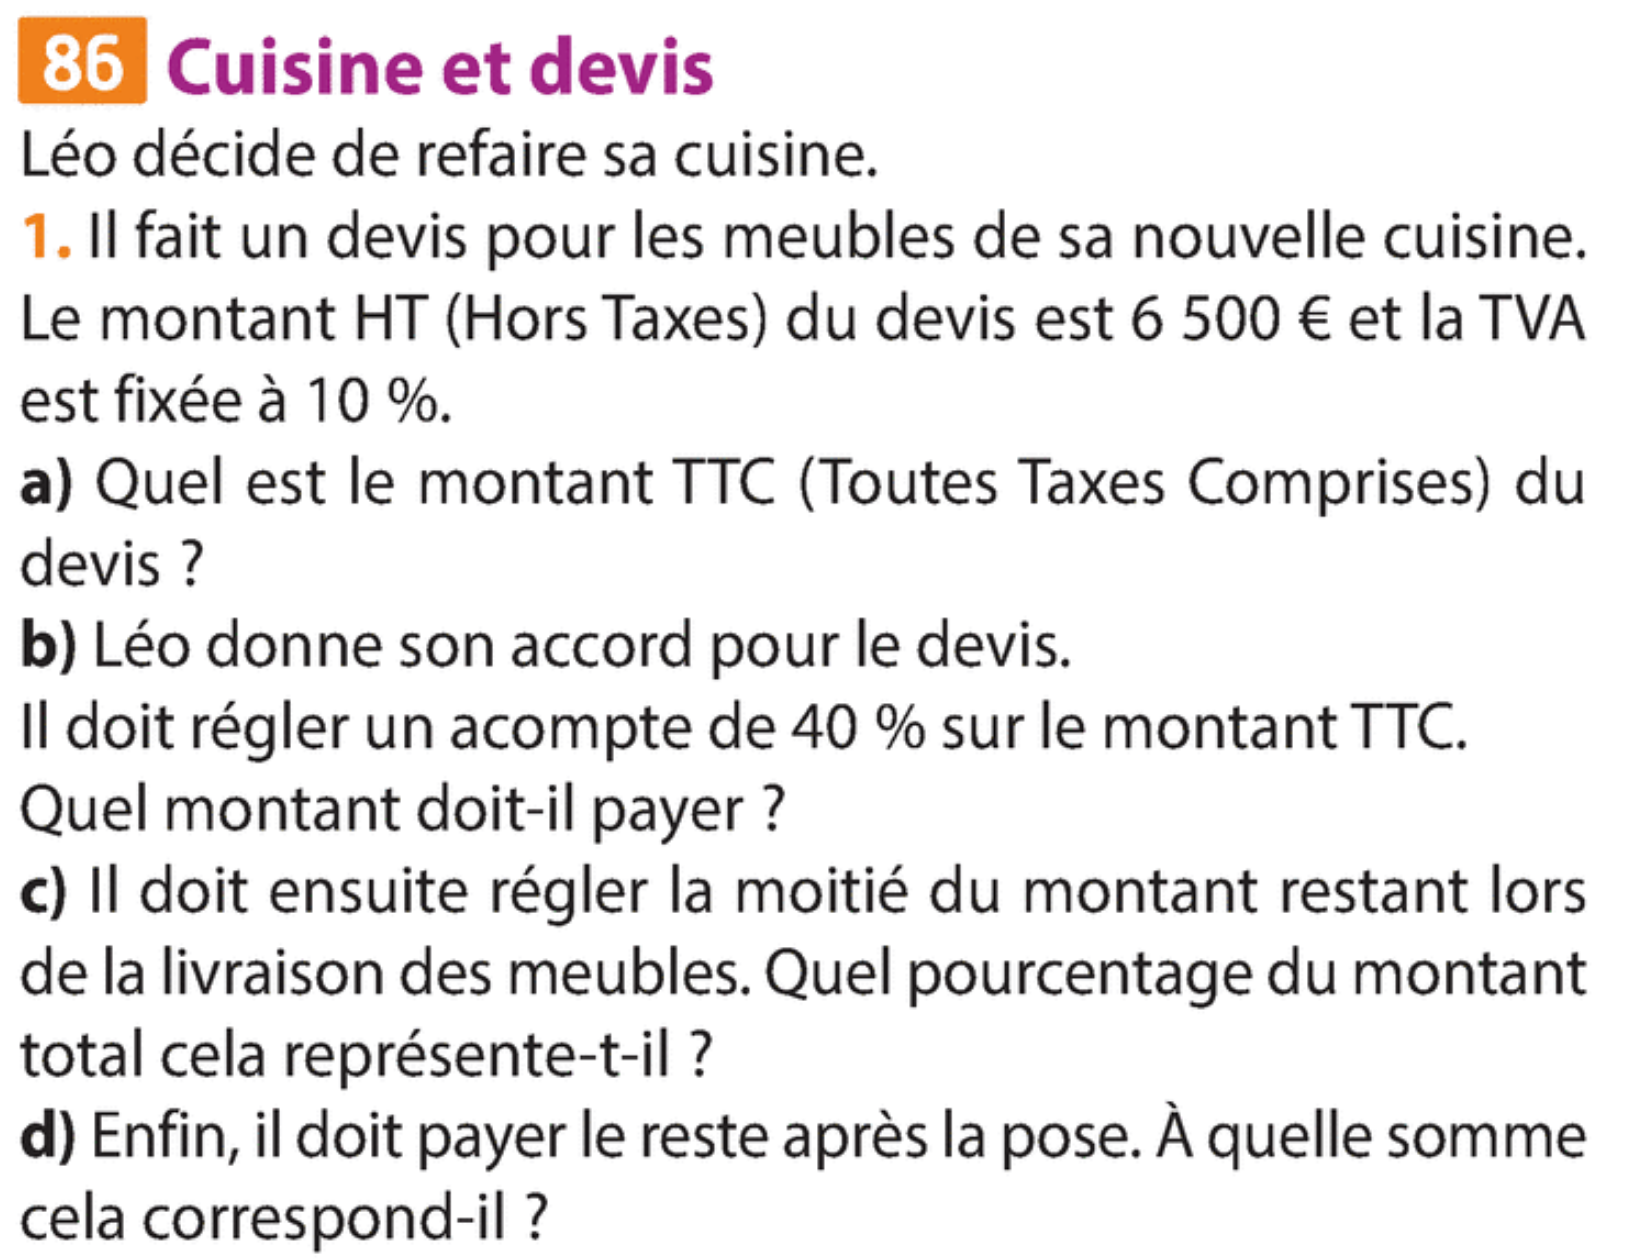 86 Cuisine et devis
Léo décide de refaire sa cuisine.
1. Il fait un devis pour les meubles de sa nouvelle cuisine.
Le montant HT (Hors Taxes) du devis est 6 500 € et la TVA
est fixée à 10 %.
a) Quel est le montant TTC (Toutes Taxes Comprises) du
devis ?
b) Léo donne son accord pour le devis.
Il doit régler un acompte de 40 % sur le montant TTC.
Quel montant doit-il payer ?
c) Il doit ensuite régler la moitié du montant restant lors
de la livraison des meubles. Quel pourcentage du montant
total cela représente-t-il ?
d) Enfin, il doit payer le reste après la pose. À quelle somme
cela correspond-il ?